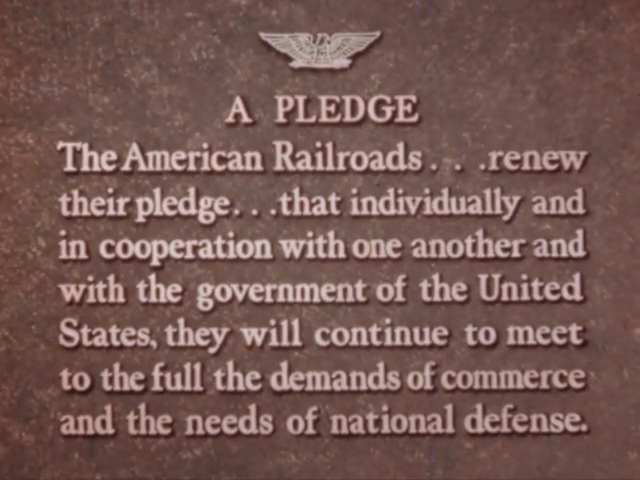 A PLEDGE
The American Railroads . . .renew
their pledge. . .that individually and
in cooperation with one another and
with the government of the United
States, they will continue to meet
to the full the demands of commerce
and the needs of national defense.